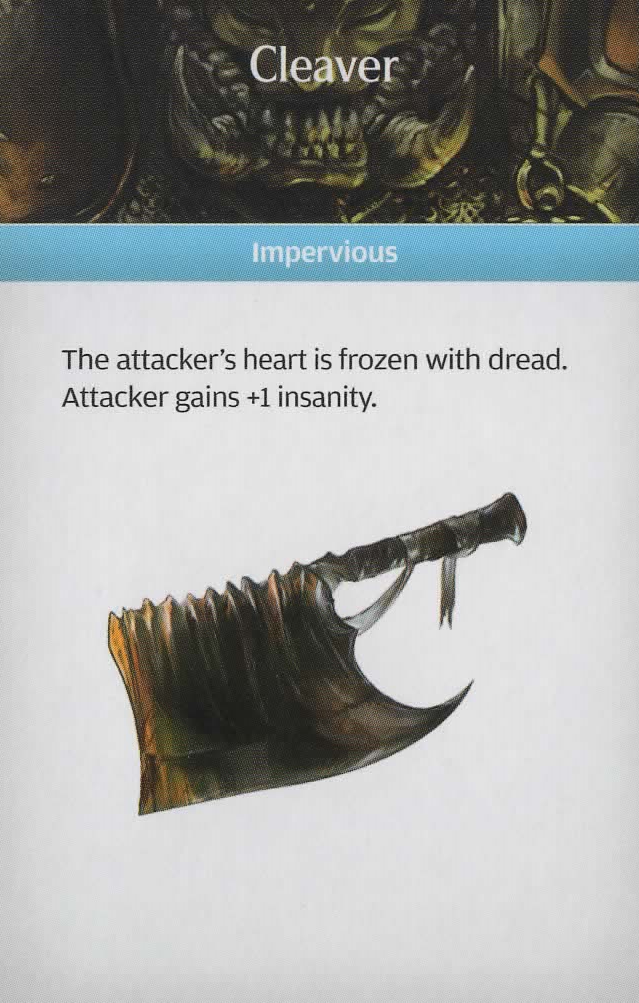 Cleaver
Impervious
The attacker's heart is frozen with dread.
Attacker gains +1 insanity.